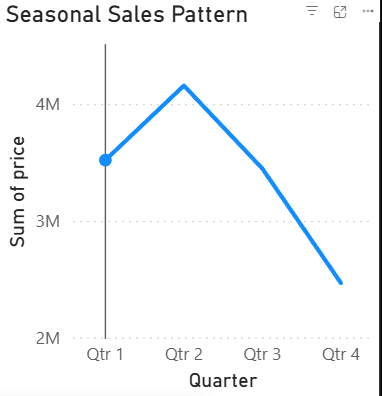 Seasonal Sales Pattern
4M
3M
2M
Sum of price
Qtr 1 Qtr 2 Qtr 3 Qtr 4
Quarter